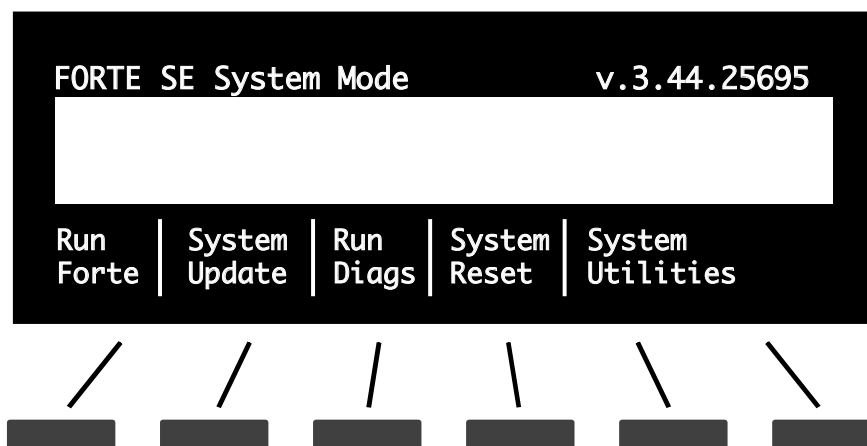 FORTE SE System Mode v.3.44.25695
Run Forte | System Update | Run Diags | System Reset | System Utilities